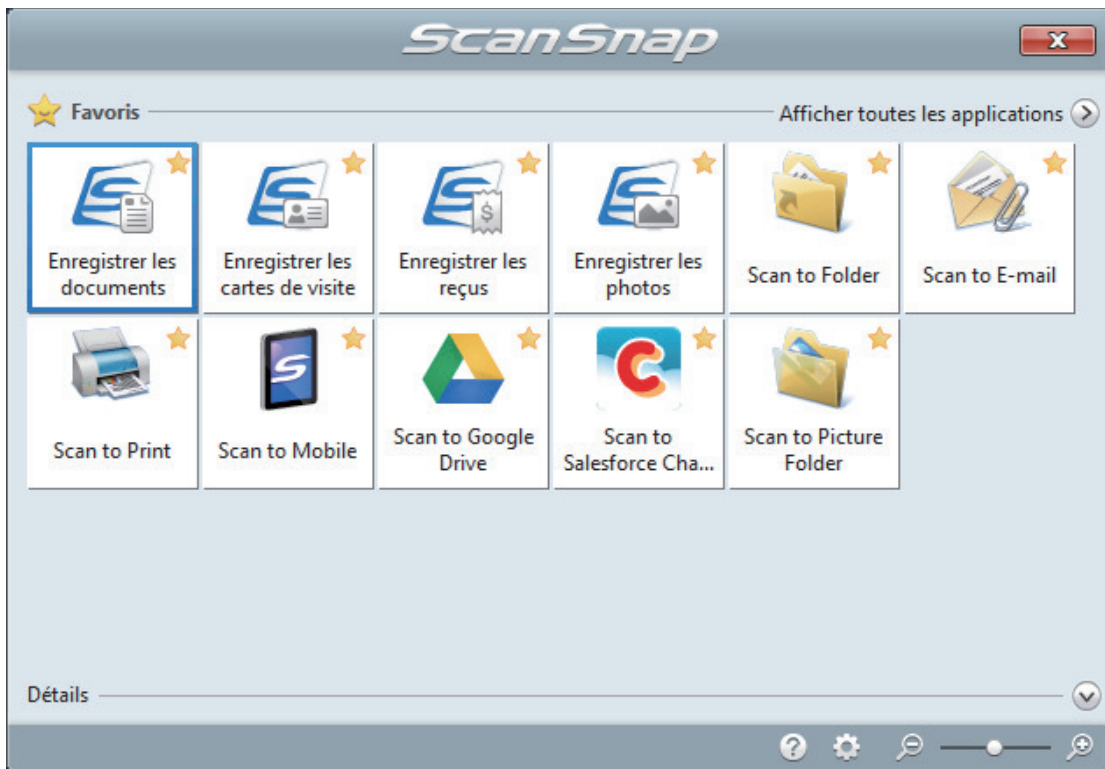 ScanSnap
Favoris
Afficher toutes les applications
Enregistrer les
documents
Enregistrer les
cartes de visite
Enregistrer les
reçus
Enregistrer les
photos
Scan to Folder
Scan to E-mail
Scan to Print
Scan to Mobile
Scan to Google
Drive
Scan to
Salesforce Cha...
Scan to Picture
Folder
Détails